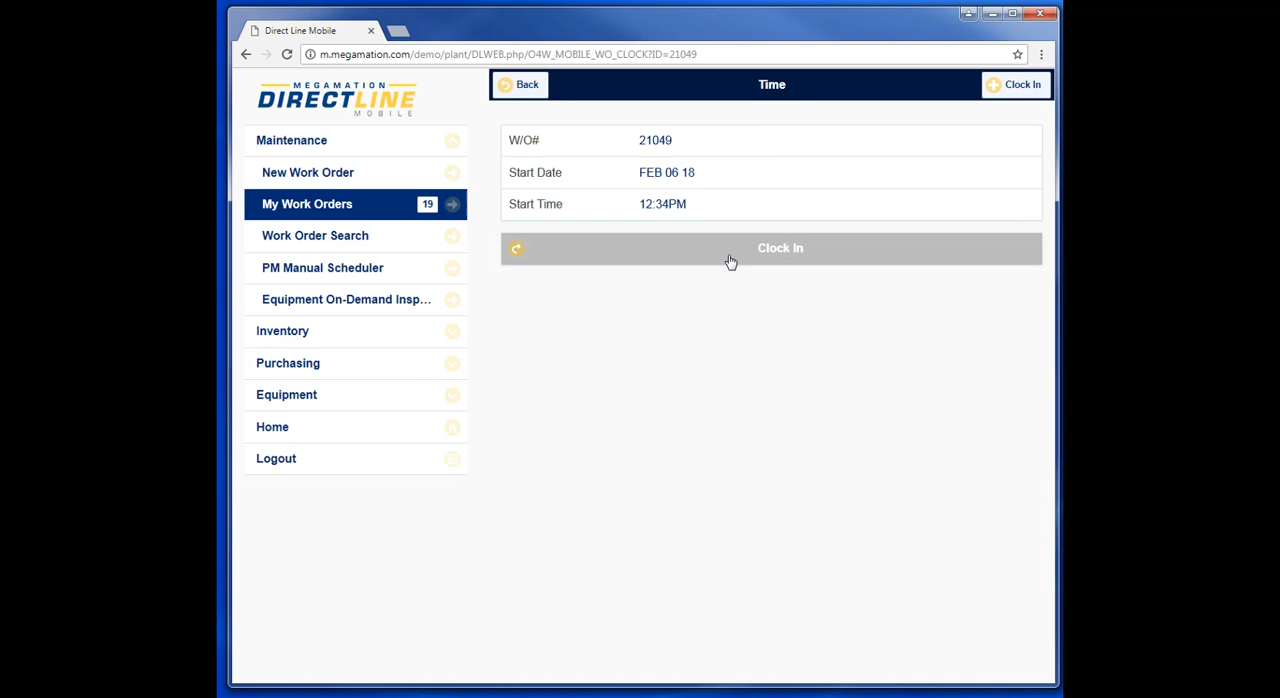 Direct Line Mobile
m.megamation.com/demo/plant/DLWEB.php/O4W_MOBILE_WO_CLOCK?ID=21049
MEGAMATION
DIRECTLINE
MOBILE
Back
Time
Clock In
Maintenance
New Work Order
My Work Orders 19
Work Order Search
PM Manual Scheduler
Equipment On-Demand Insp...
Inventory
Purchasing
Equipment
Home
Logout
W/O# 21049
Start Date FEB 06 18
Start Time 12:34PM
Clock In